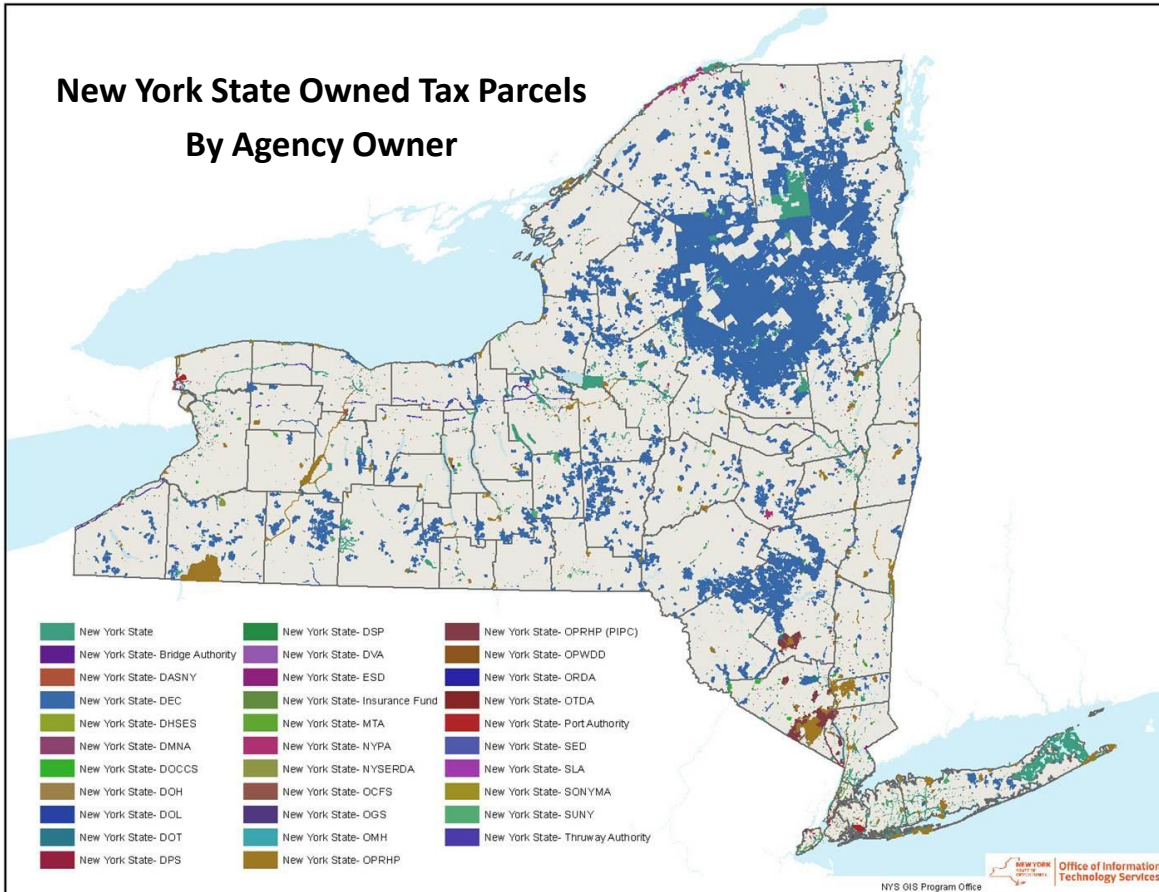 New York State Owned Tax Parcels
By Agency Owner
New York State
New York State- Bridge Authority
New York State- DASNY
New York State- DEC
New York State- DHSES
New York State- DMNA
New York State- DOCCS
New York State- DOH
New York State- DOL
New York State- DOT
New York State- DPS
New York State- DSP
New York State- DVA
New York State- ESD
New York State- Insurance Fund
New York State- MTA
New York State- NYPA
New York State- NYSERDA
New York State- OCFS
New York State- OGS
New York State- OMH
New York State- OPRHP
New York State- OPRHP (PIPC)
New York State- OPWDD
New York State- ORDA
New York State- OTDA
New York State- Port Authority
New York State- SED
New York State- SLA
New York State- SONYMA
New York State- SUNY
New York State- Thruway Authority
NYS GIS Program Office
NEW YORK
STATE OF
OPPORTUNITY
Office of Information
Technology Services